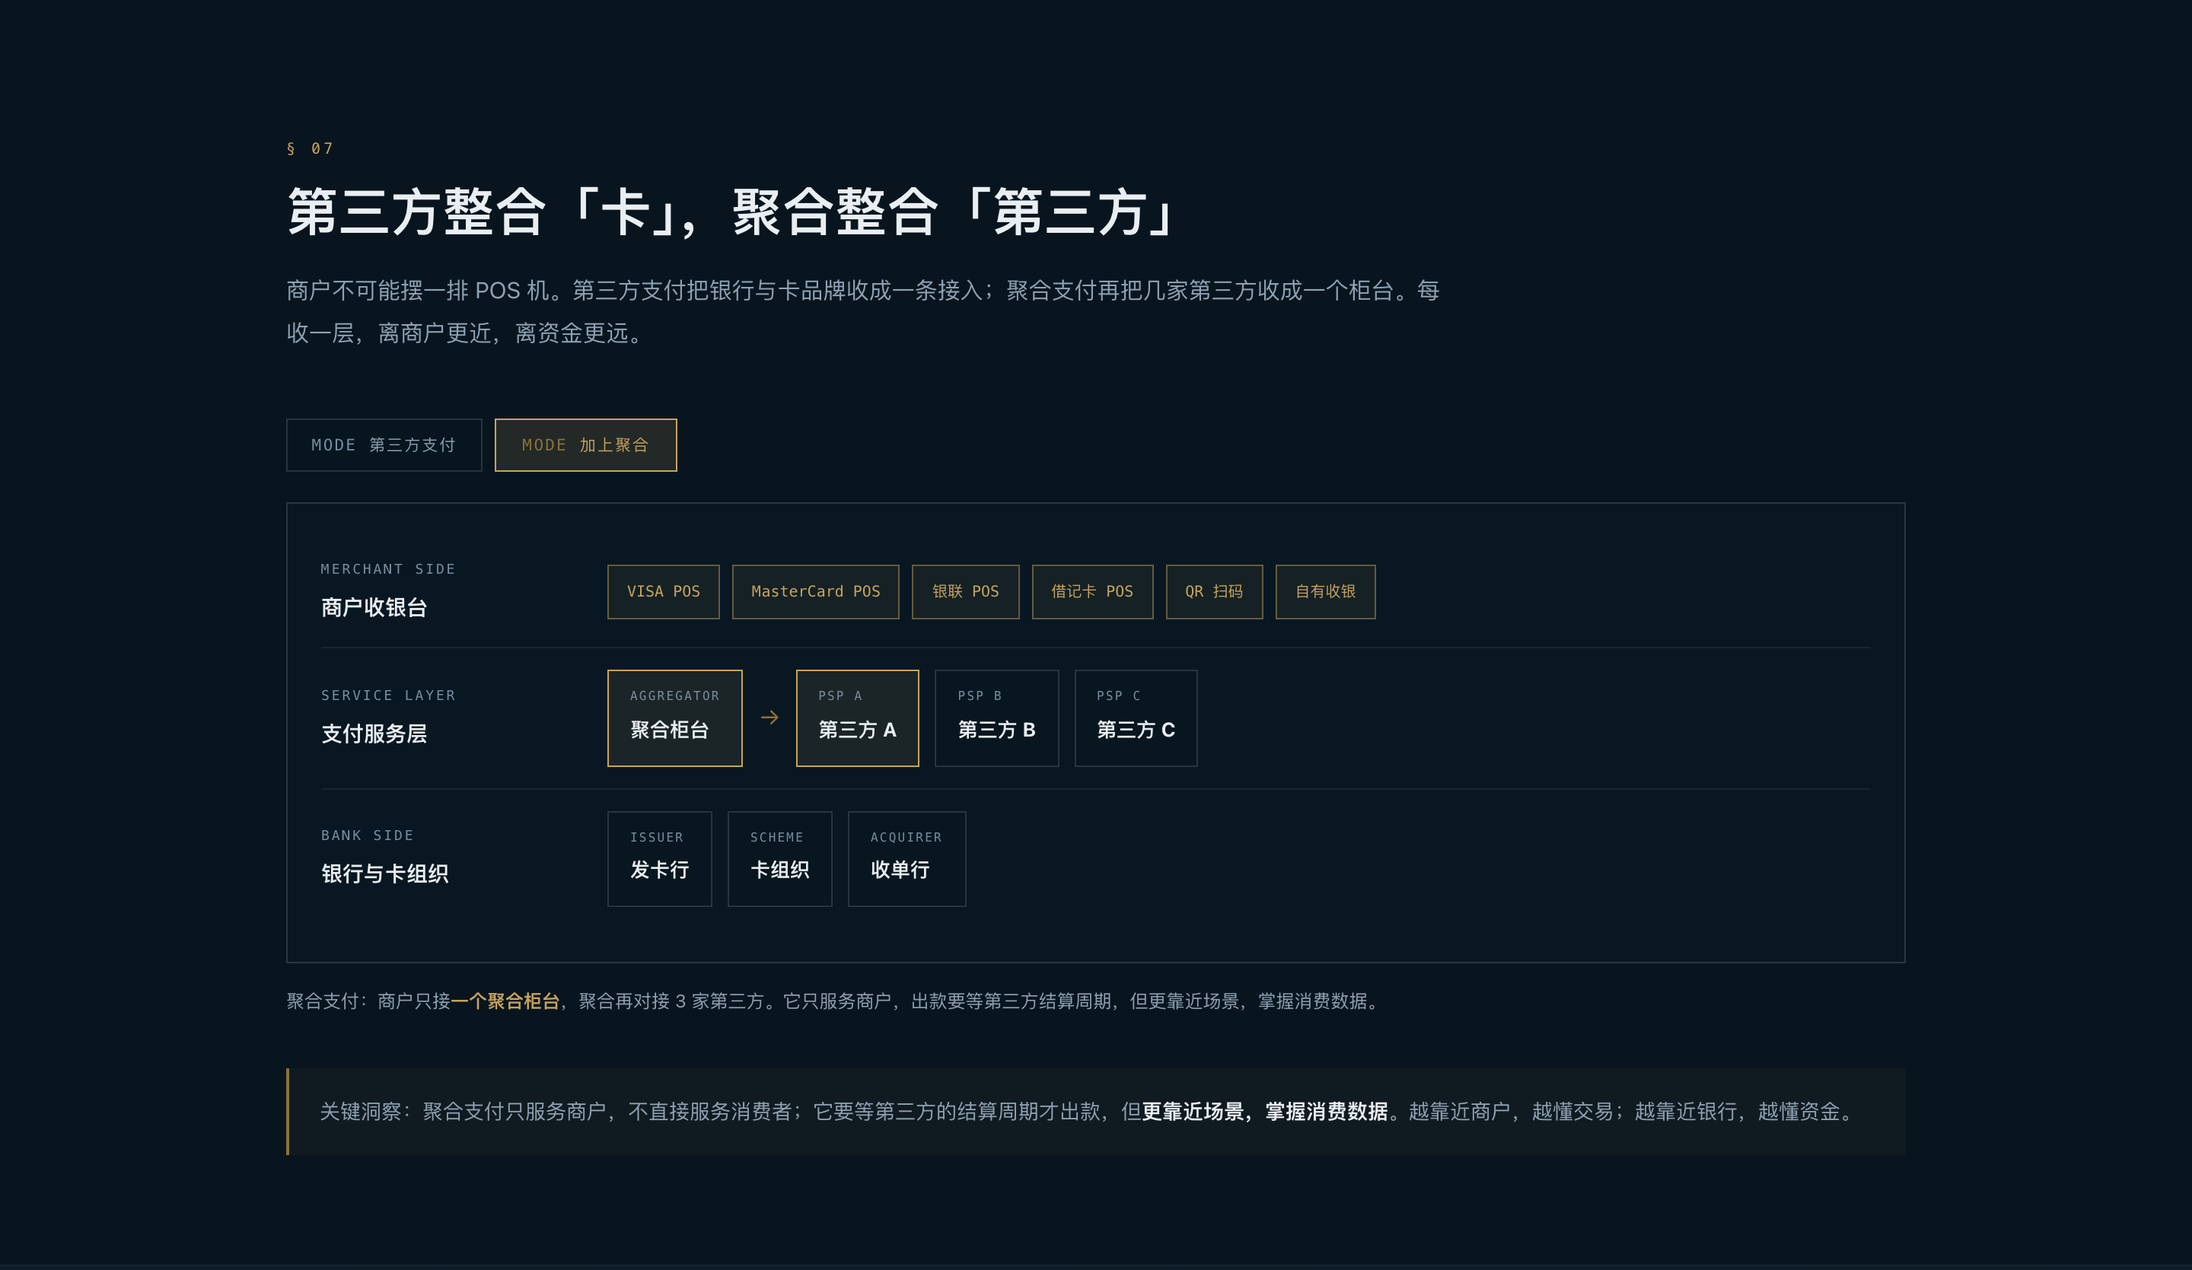 § 07
第三方整合「卡」，聚合整合「第三方」
商户不可能摆一排 POS 机。第三方支付把银行与卡品牌收成一条接入；聚合支付再把几家第三方收成一个柜台。每
收一层，离商户更近，离资金更远。
MODE 第三方支付
MODE 加上聚合
MERCHANT SIDE
商户收银台
VISA POS
MasterCard POS
银联 POS
借记卡 POS
QR 扫码
自有收银
SERVICE LAYER
支付服务层
AGGREGATOR
聚合柜台
→
PSP A
第三方 A
PSP B
第三方 B
PSP C
第三方 C
BANK SIDE
银行与卡组织
ISSUER
发卡行
SCHEME
卡组织
ACQUIRER
收单行
聚合支付：商户只接一个聚合柜台，聚合再对接 3 家第三方。它只服务商户，出款要等第三方结算周期，但更靠近场景，掌握消费数据。
关键洞察：聚合支付只服务商户，不直接服务消费者；它要等第三方的结算周期才出款，但更靠近场景，掌握消费数据。越靠近商户，越懂交易；越靠近银行，越懂资金。